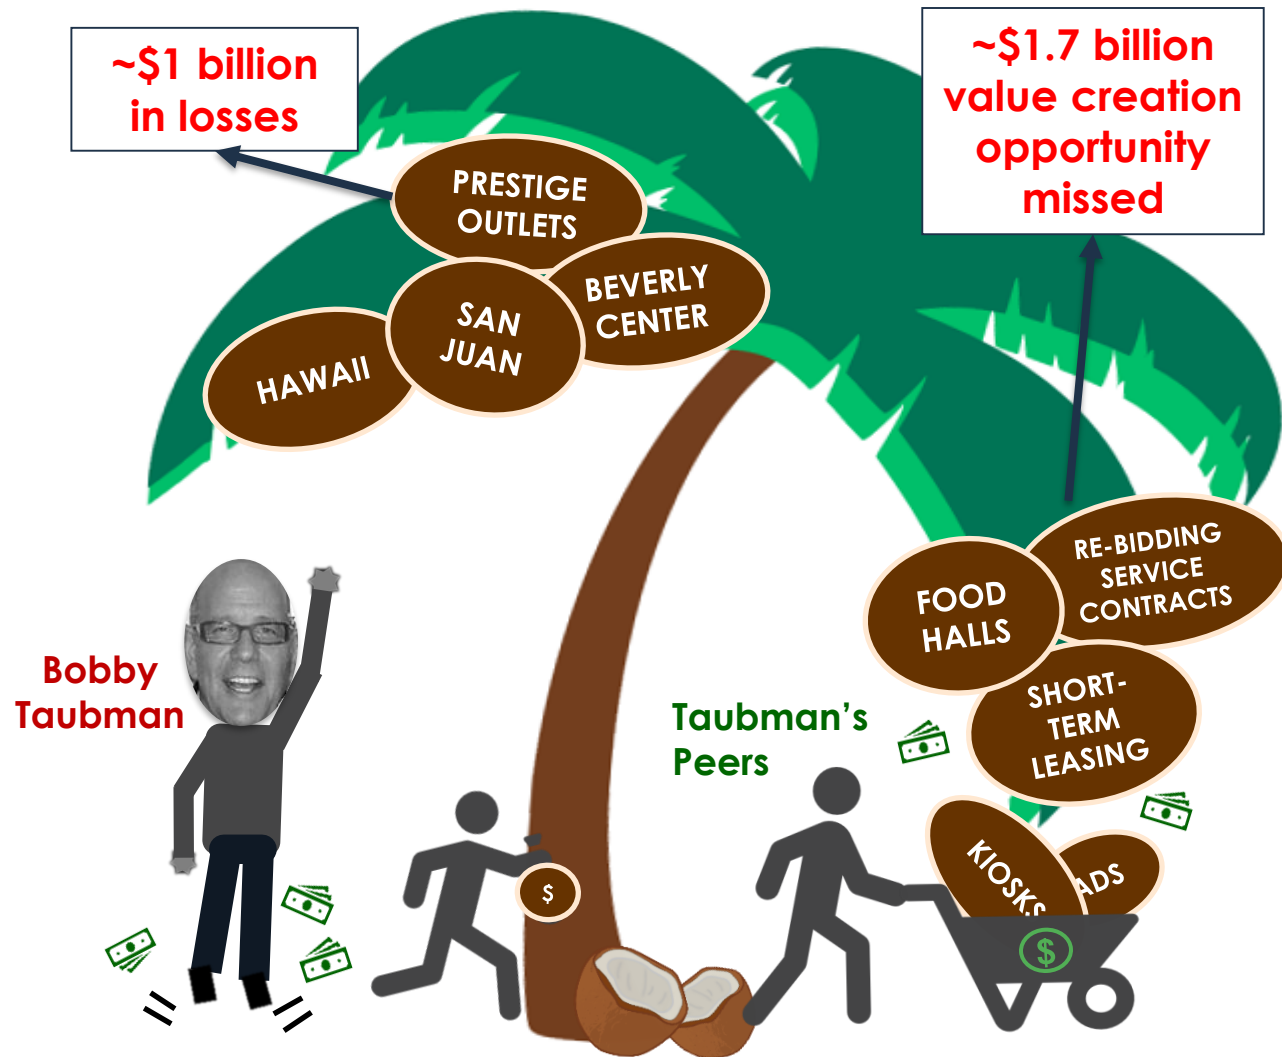 ~$1 billion
in losses
~$1.7 billion
value creation
opportunity
missed
PRESTIGE
OUTLETS
BEVERLY
CENTER
SAN
JUAN
HAWAII
RE-BIDDING
SERVICE
CONTRACTS
FOOD
HALLS
SHORT-
TERM
LEASING
Bobby
Taubman
Taubman’s
Peers
KIOSKS
ADS
$
$